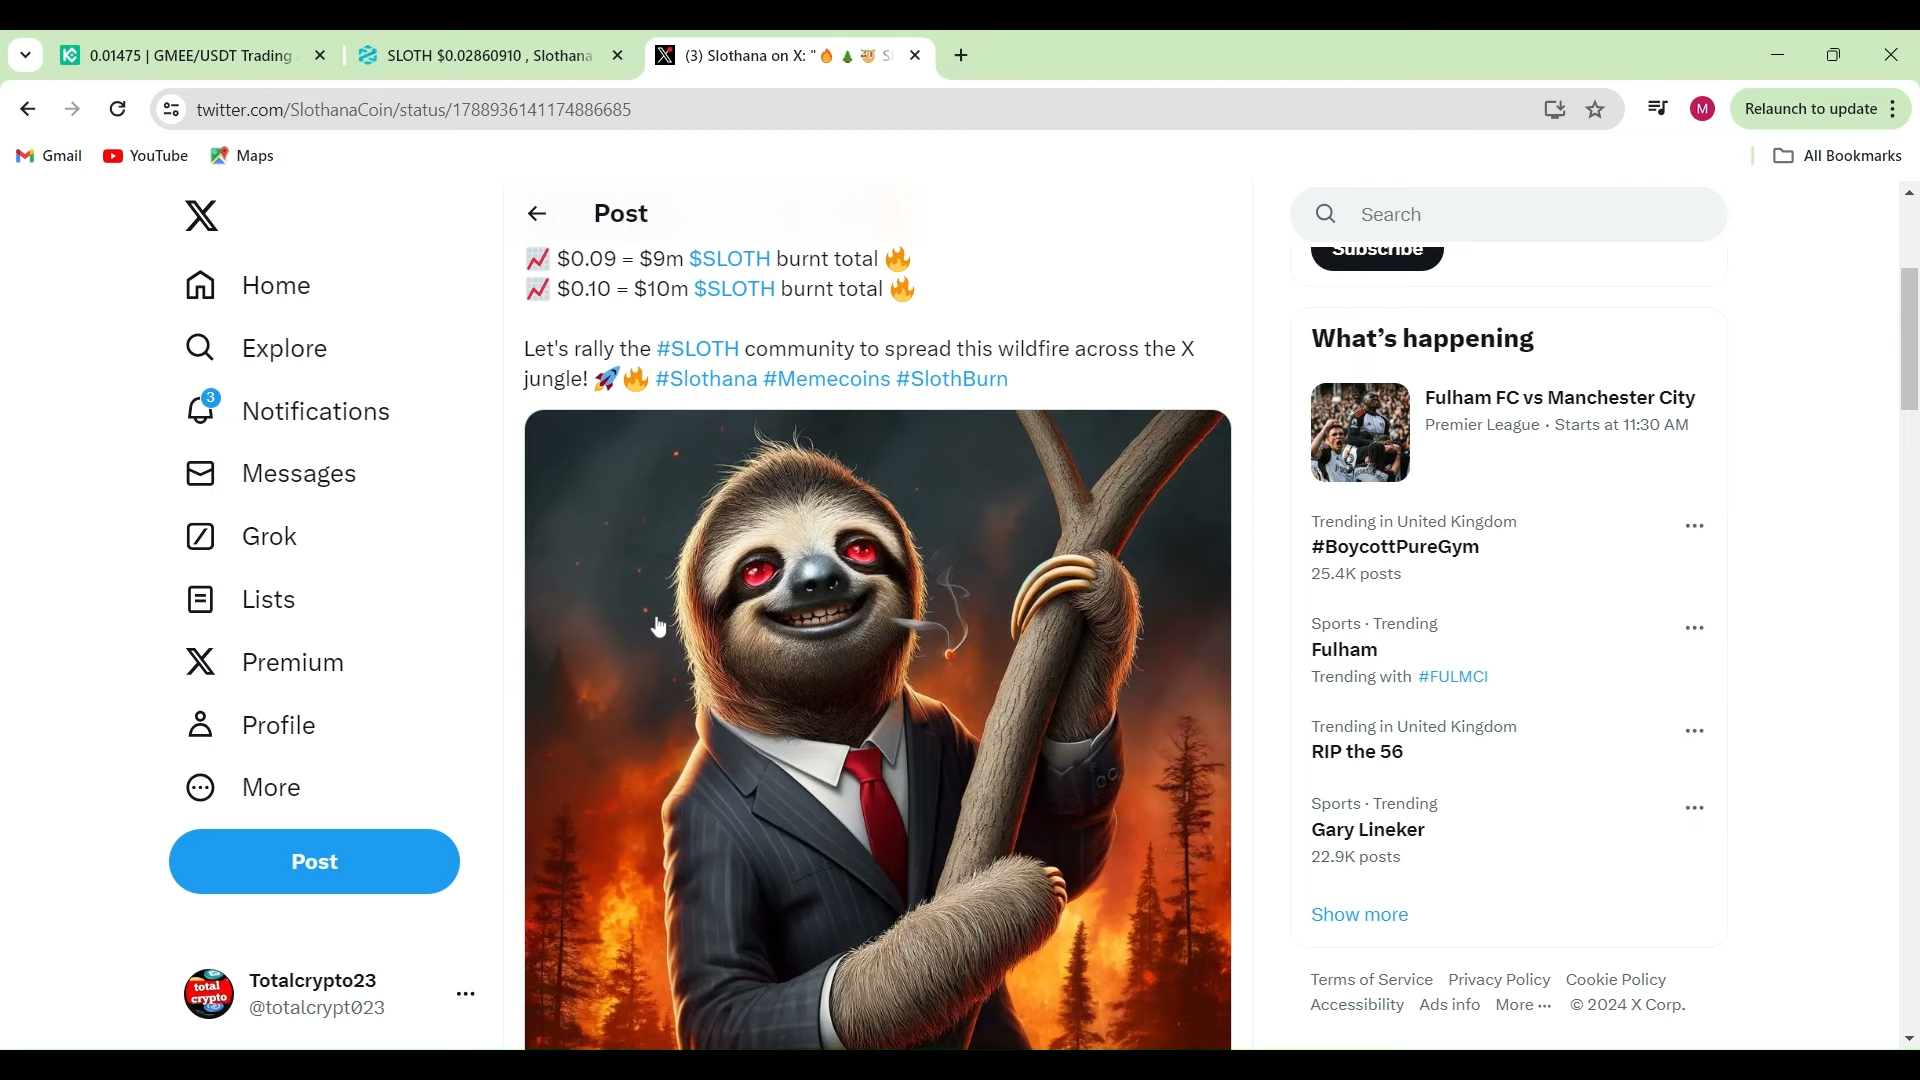 0.01475 | GMEE/USDT Trading
SLOTH $0.02860910 , Slothana
(3) Slothana on X: "🔥 🌲 🦥 Sl
twitter.com/SlothanaCoin/status/1788936141174886685
M
Relaunch to update
Gmail
YouTube
Maps
All Bookmarks
Home
Explore
3
Notifications
Messages
Grok
Lists
Premium
Profile
More
Post
Totalcrypto23
@totalcrypt023
total
crypto
Post
📈 $0.09 = $9m $SLOTH burnt total 🔥
📈 $0.10 = $10m $SLOTH burnt total 🔥
Let's rally the #SLOTH community to spread this wildfire across the X
jungle! 🚀🔥 #Slothana #Memecoins #SlothBurn
Search
Subscribe
What’s happening
Fulham FC vs Manchester City
Premier League · Starts at 11:30 AM
Trending in United Kingdom
#BoycottPureGym
25.4K posts
Sports · Trending
Fulham
Trending with #FULMCI
Trending in United Kingdom
RIP the 56
Sports · Trending
Gary Lineker
22.9K posts
Show more
Terms of Service Privacy Policy Cookie Policy
Accessibility Ads info More ··· © 2024 X Corp.